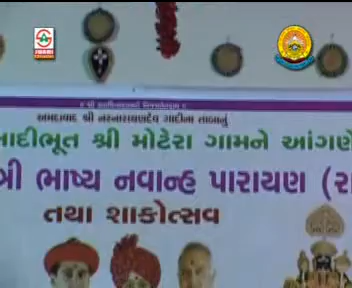 અમદાવાદ શ્રી નરનારાયણદેવ ગાદીના તાબાનું
ાદીભૂત શ્રી મોટેરા ગામને આંગણે
ત્રી ભાષ્ય નવાન્હ પારાયણ (રા
તથા શાકોત્સવ